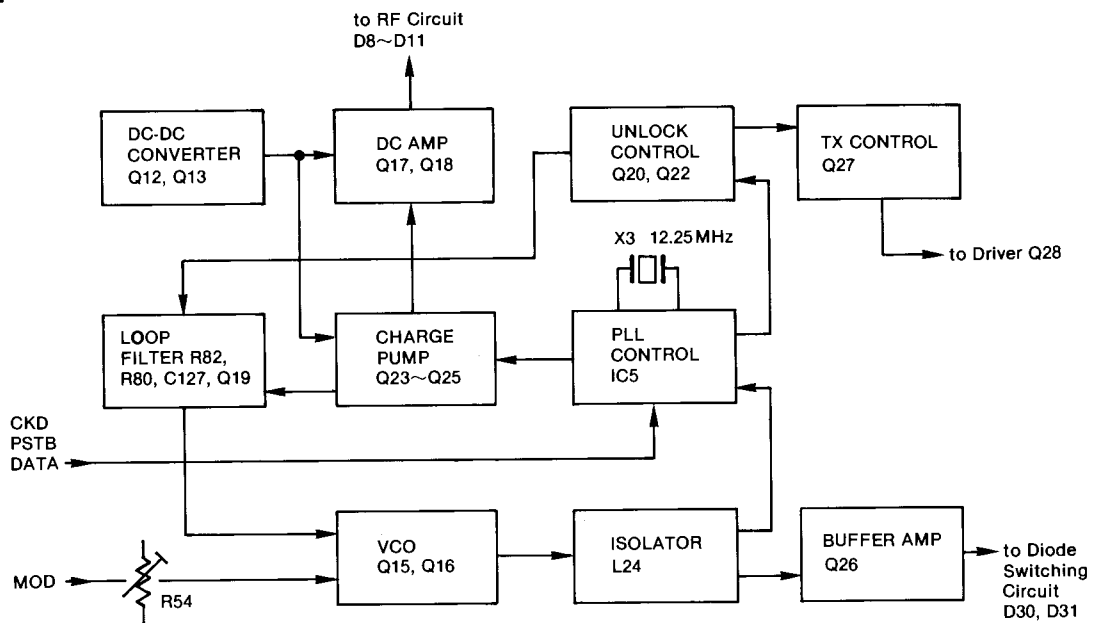 to RF Circuit
D8~D11
DC-DC
CONVERTER
Q12, Q13
DC AMP
Q17, Q18
UNLOCK
CONTROL
Q20, Q22
TX CONTROL
Q27
X3 12.25MHz
to Driver Q28
LOOP
FILTER R82,
R80, C127, Q19
CHARGE
PUMP
Q23~Q25
PLL
CONTROL
IC5
CKD
PSTB
DATA
VCO
Q15, Q16
ISOLATOR
L24
BUFFER AMP
Q26
to Diode
Switching
Circuit
D30, D31
MOD
R54